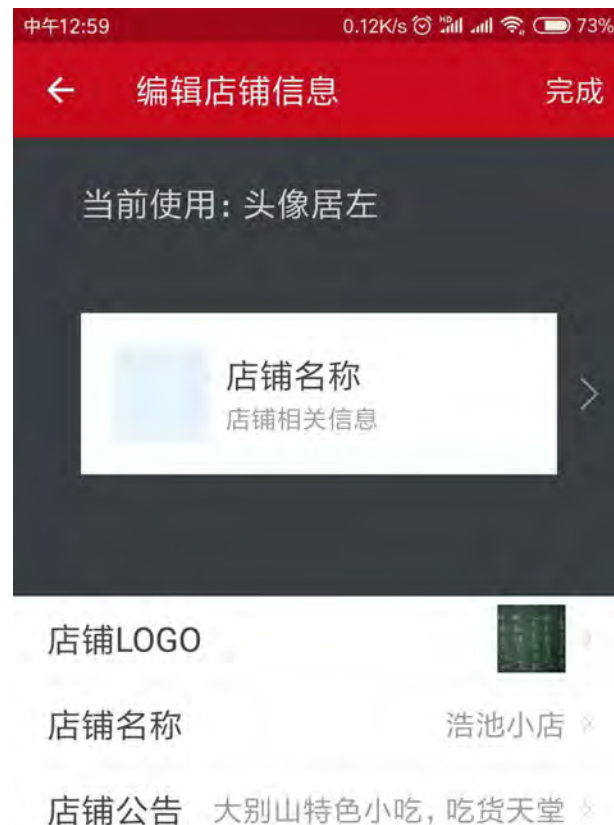 中午12:59 0.12K/s HD 73%
编辑店铺信息 完成
当前使用：头像居左
店铺名称
店铺相关信息
店铺LOGO
店铺名称 浩池小店
店铺公告 大别山特色小吃，吃货天堂